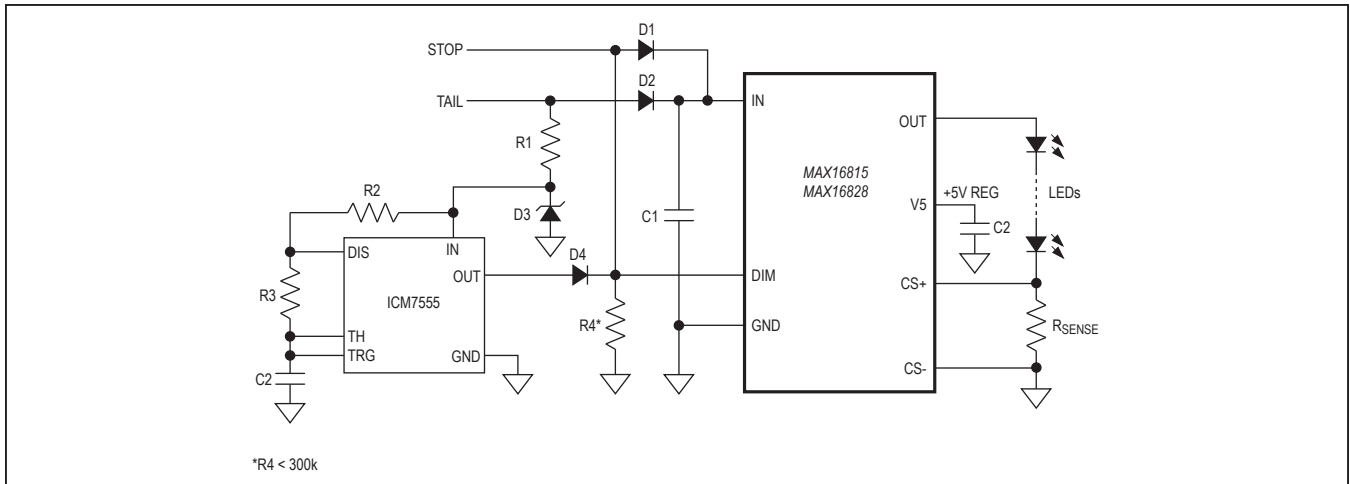 STOP
D1
TAIL
D2
IN
R1
OUT
MAX16815
MAX16828
R2
+5V REG
LEDs
D3
C1
V5
C2
DIS
IN
D4
OUT
DIM
CS+
R3
ICM7555
R4*
RSENSE
TH
GND
TRG
GND
CS-
C2
*R4 < 300k